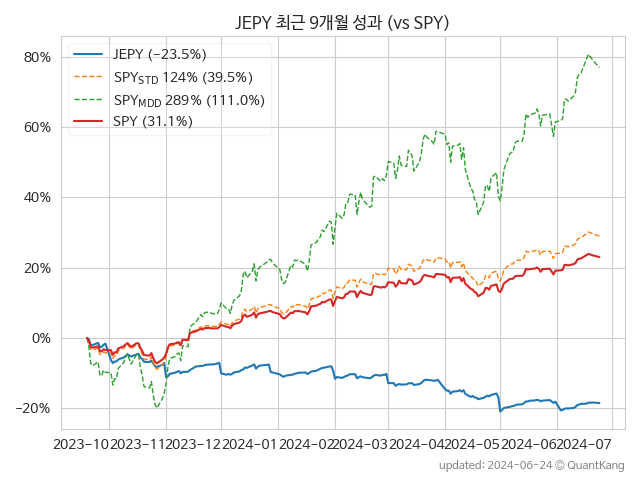 JEPY 최근 9개월 성과 (vs SPY)
JEPY (−23.5%)
SPY_STD 124% (39.5%)
SPY_MDD 289% (111.0%)
SPY (31.1%)
80%
60%
40%
20%
0%
−20%
2023-10 2023-11 2023-12 2024-01 2024-02 2024-03 2024-04 2024-05 2024-06 2024-07
updated: 2024-06-24 © QuantKang